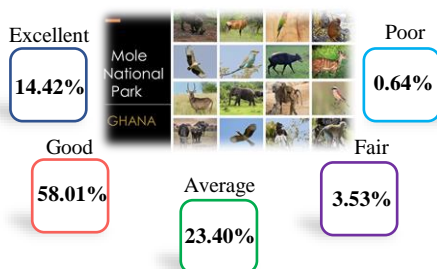 Excellent
14.42%
Mole
National
Park
GHANA
Poor
0.64%
Good
58.01%
Average
23.40%
Fair
3.53%